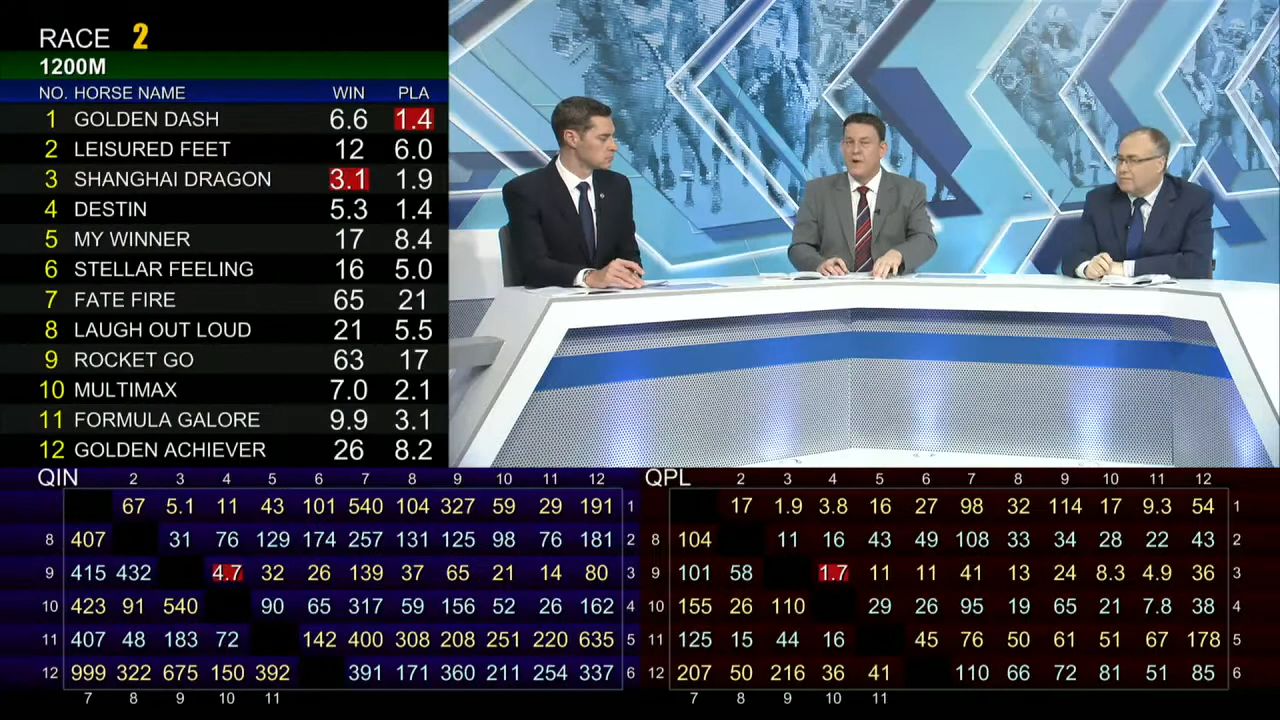 RACE 2
1200M
NO. HORSE NAME WIN PLA
1 GOLDEN DASH 6.6 1.4
2 LEISURED FEET 12 6.0
3 SHANGHAI DRAGON 3.1 1.9
4 DESTIN 5.3 1.4
5 MY WINNER 17 8.4
6 STELLAR FEELING 16 5.0
7 FATE FIRE 65 21
8 LAUGH OUT LOUD 21 5.5
9 ROCKET GO 63 17
10 MULTIMAX 7.0 2.1
11 FORMULA GALORE 9.9 3.1
12 GOLDEN ACHIEVER 26 8.2
QIN 2 3 4 5 6 7 8 9 10 11 12
67 5.1 11 43 101 540 104 327 59 29 191 1
8 407 31 76 129 174 257 131 125 98 76 181 2
9 415 432 4.7 32 26 139 37 65 21 14 80 3
10 423 91 540 90 65 317 59 156 52 26 162 4
11 407 48 183 72 142 400 308 208 251 220 635 5
12 999 322 675 150 392 391 171 360 211 254 337 6
7 8 9 10 11
QPL 2 3 4 5 6 7 8 9 10 11 12
17 1.9 3.8 16 27 98 32 114 17 9.3 54 1
8 104 11 16 43 49 108 33 34 28 22 43 2
9 101 58 1.7 11 11 41 13 24 8.3 4.9 36 3
10 155 26 110 29 26 95 19 65 21 7.8 38 4
11 125 15 44 16 45 76 50 61 51 67 178 5
12 207 50 216 36 41 110 66 72 81 51 85 6
7 8 9 10 11